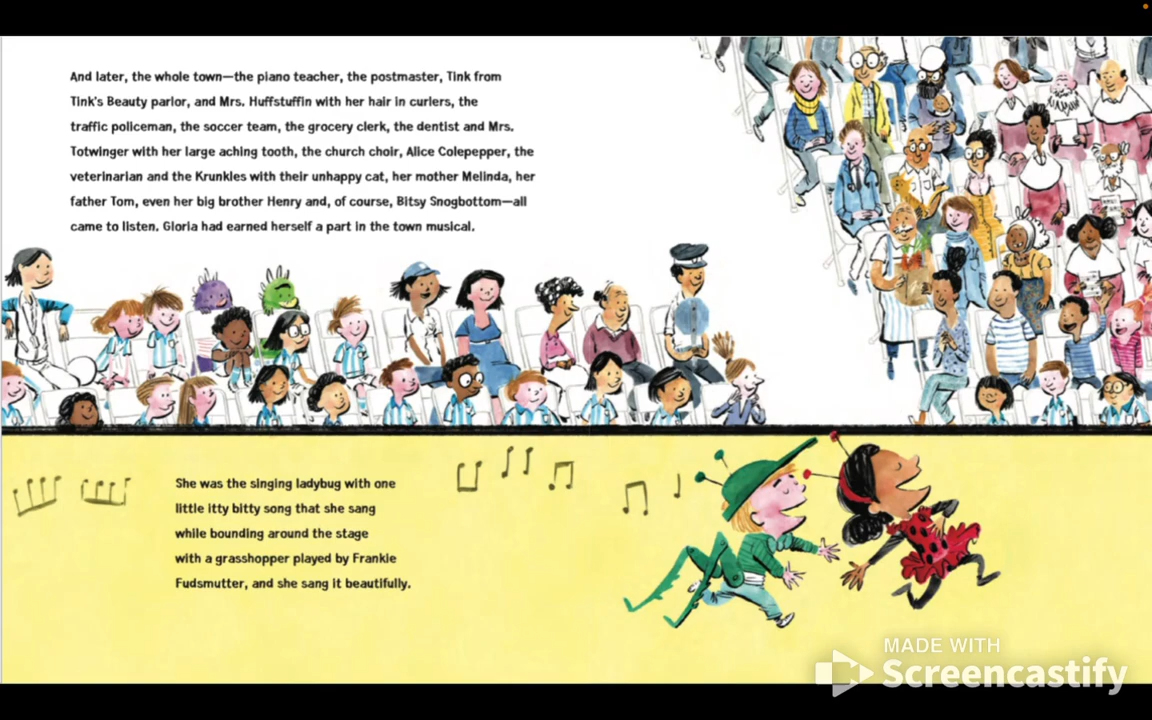 And later, the whole town—the piano teacher, the postmaster, Tink from
Tink's Beauty parlor, and Mrs. Huffstuffin with her hair in curlers, the
traffic policeman, the soccer team, the grocery clerk, the dentist and Mrs.
Totwinger with her large aching tooth, the church choir, Alice Colepepper, the
veterinarian and the Krunkles with their unhappy cat, her mother Melinda, her
father Tom, even her big brother Henry and, of course, Bitsy Snogbottom—all
came to listen. Gloria had earned herself a part in the town musical.
She was the singing ladybug with one
little itty bitty song that she sang
while bounding around the stage
with a grasshopper played by Frankie
Fudsmutter, and she sang it beautifully.
MADE WITH
Screencastify